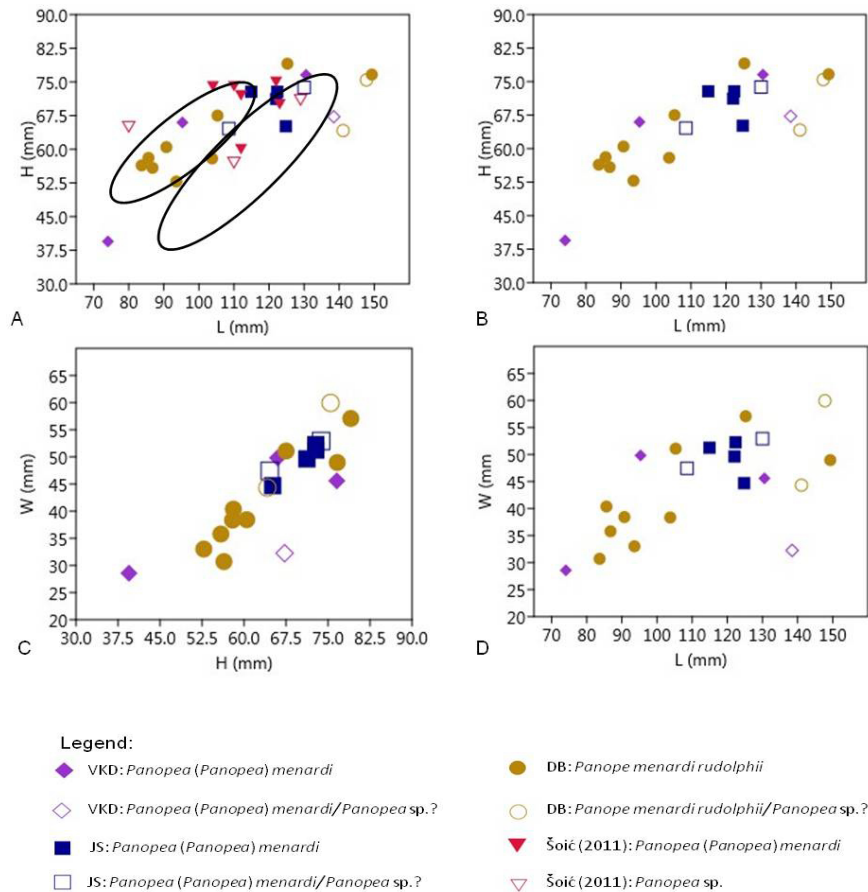 90.0
82.5
75.0
67.5
60.0
52.5
45.0
37.5
30.0
H (mm)
70 80 90 100 110 120 130 140 150
L (mm)
A
90.0
82.5
75.0
67.5
60.0
52.5
45.0
37.5
30.0
H (mm)
70 80 90 100 110 120 130 140 150
L (mm)
B
65
60
55
50
45
40
35
30
25
20
W (mm)
30.0 37.5 45.0 52.5 60.0 67.5 75.0 82.5 90.0
H (mm)
C
65
60
55
50
45
40
35
30
25
20
W (mm)
70 80 90 100 110 120 130 140 150
L (mm)
D
Legend:
VKD: Panopea (Panopea) menardi
VKD: Panopea (Panopea) menardi/Panopea sp.?
JS: Panopea (Panopea) menardi
JS: Panopea (Panopea) menardi/Panopea sp.?
DB: Panope menardi rudolphii
DB: Panope menardi rudolphii/Panopea sp.?
Šoić (2011): Panopea (Panopea) menardi
Šoić (2011): Panopea sp.